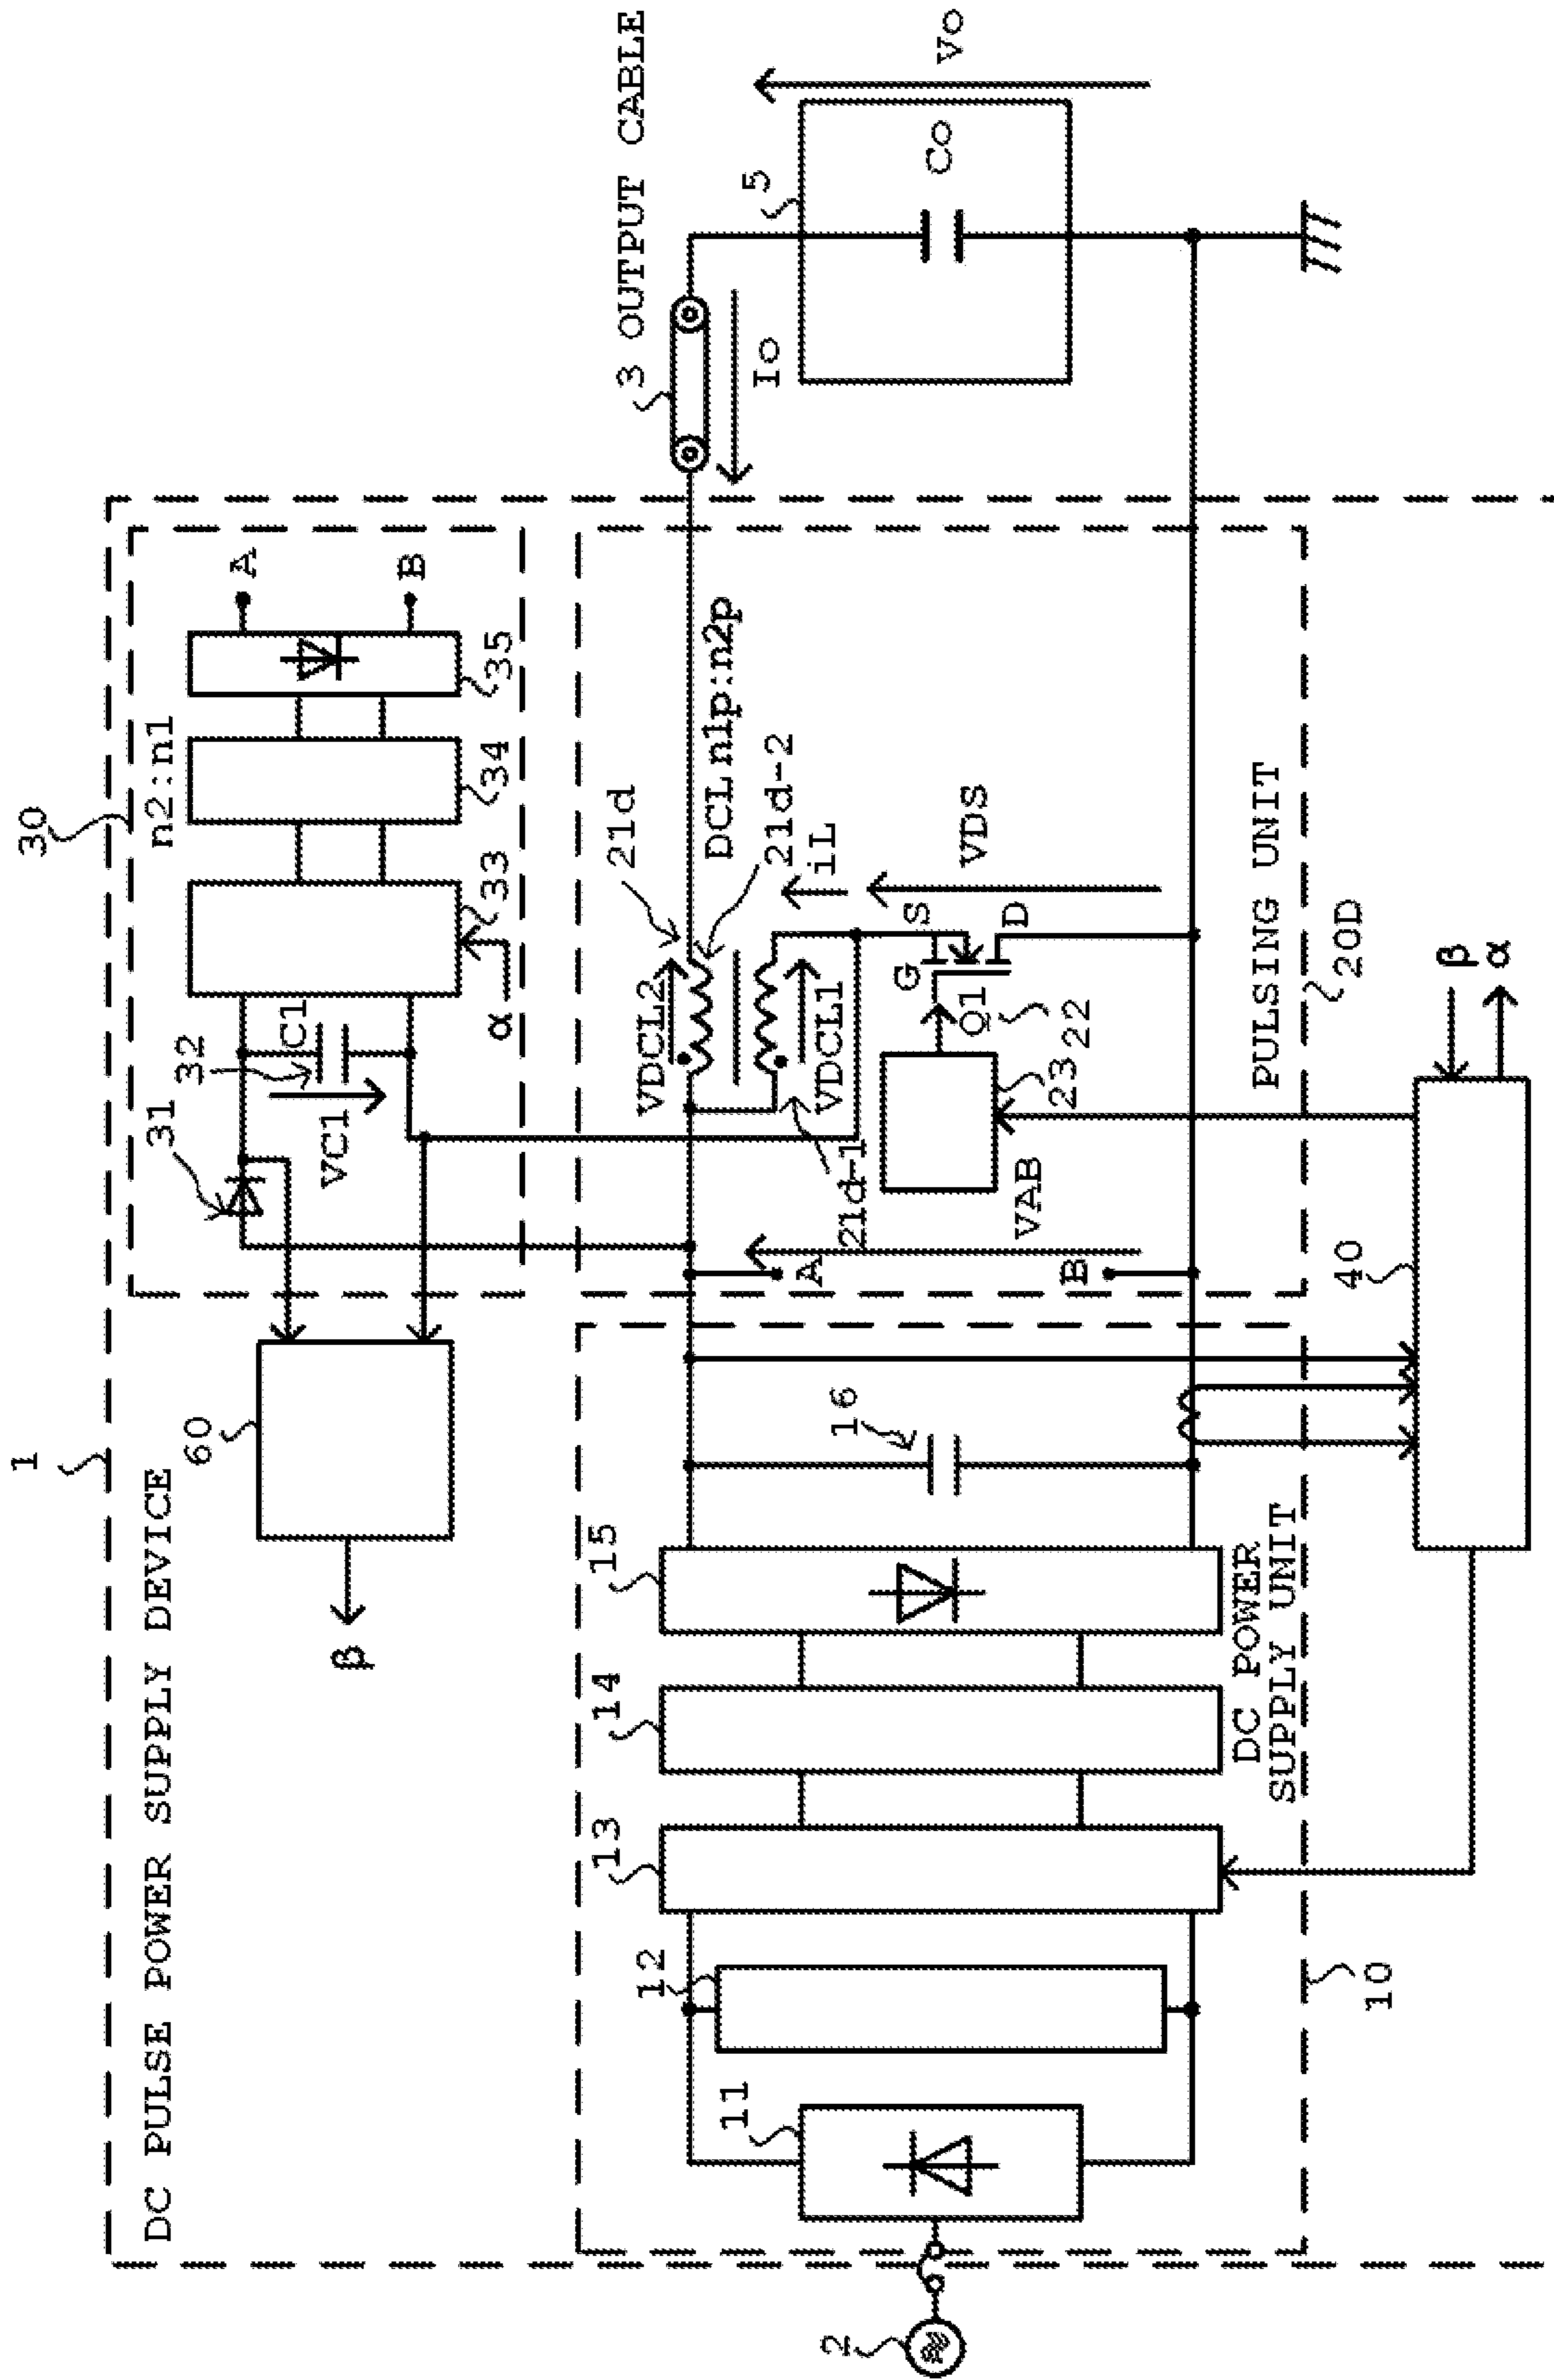 1
DC PULSE POWER SUPPLY DEVICE
30
n2:n1
31
32
C1
VC1
33
34
35
A
B
α
60
β
3 OUTPUT CABLE
Io
5
Co
Vo
21d
DCL n1p:n2p
VDCL2
21d-2
iL
VDCL1
21d-1
S
G
D
VDS
Q1
22
23
VAB
A
B
PULSING UNIT
20D
2
11
12
13
14
15
16
DC POWER
SUPPLY UNIT
10
40
β
α